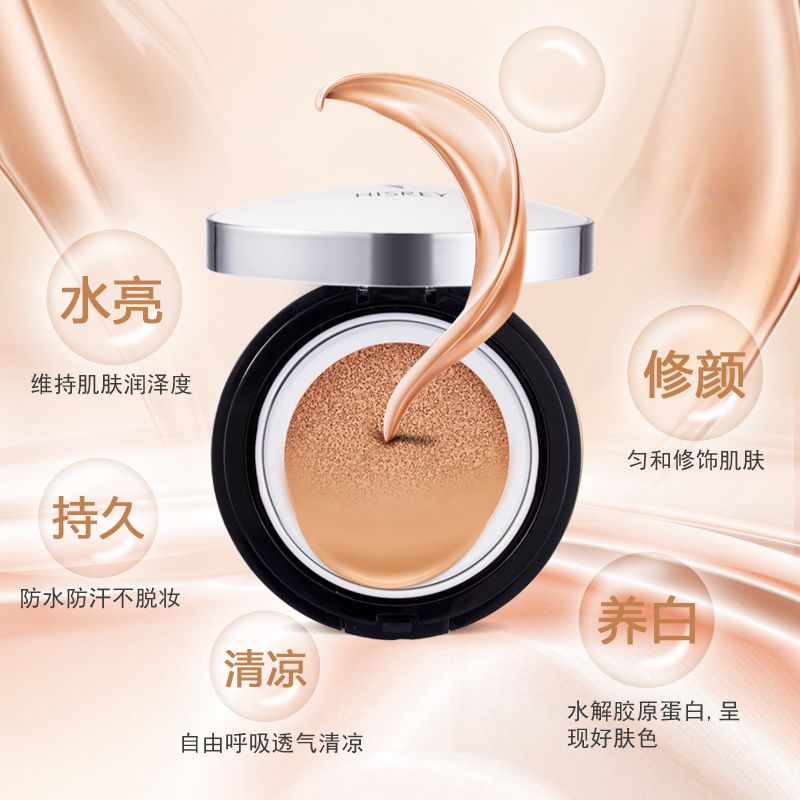 HISREY
水亮
维持肌肤润泽度
修颜
匀和修饰肌肤
持久
防水防汗不脱妆
养白
水解胶原蛋白,呈
现好肤色
清凉
自由呼吸透气清凉